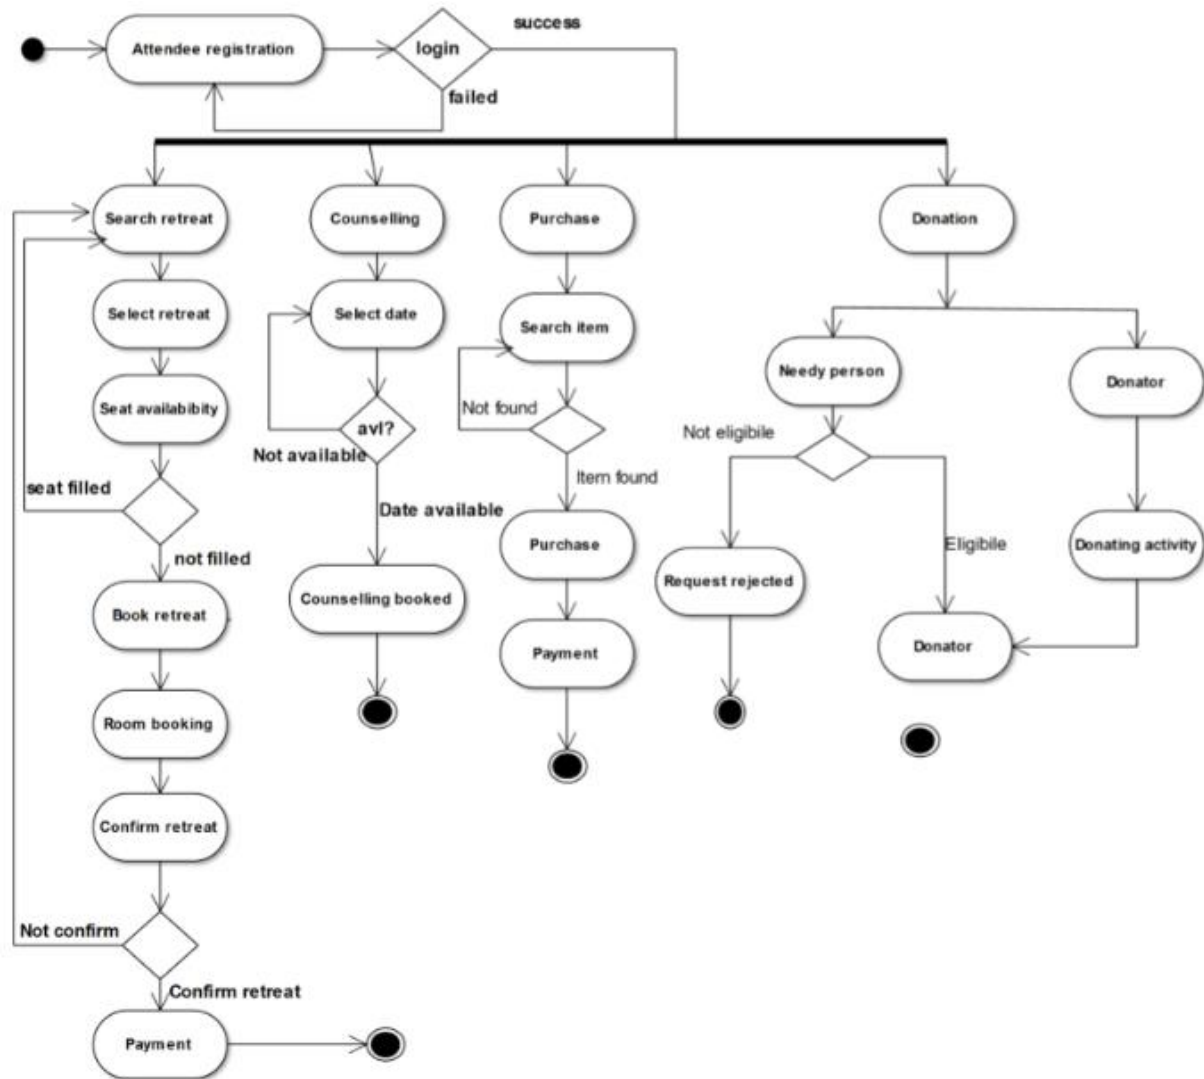 success
Attendee registration
login
failed
Search retreat
Counselling
Purchase
Donation
Select retreat
Select date
Search item
Needy person
Donator
Seat availabibity
avl?
Not found
Not eligibile
Not available
seat filled
Item found
Date available
not filled
Purchase
Eligibile
Donating activity
Request rejected
Counselling booked
Book retreat
Payment
Donator
Room booking
Confirm retreat
Not confirm
Confirm retreat
Payment